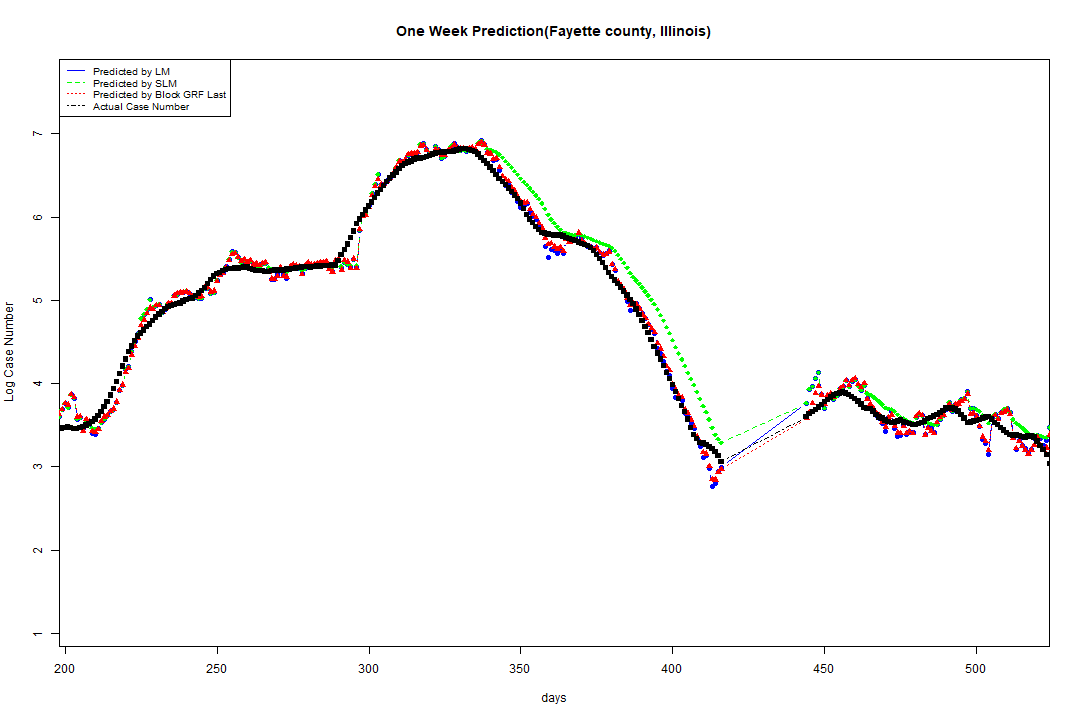 One Week Prediction(Fayette county, Illinois)
Predicted by LM
Predicted by SLM
Predicted by Block GRF Last
Actual Case Number
7
6
5
4
3
2
1
Log Case Number
200 250 300 350 400 450 500
days